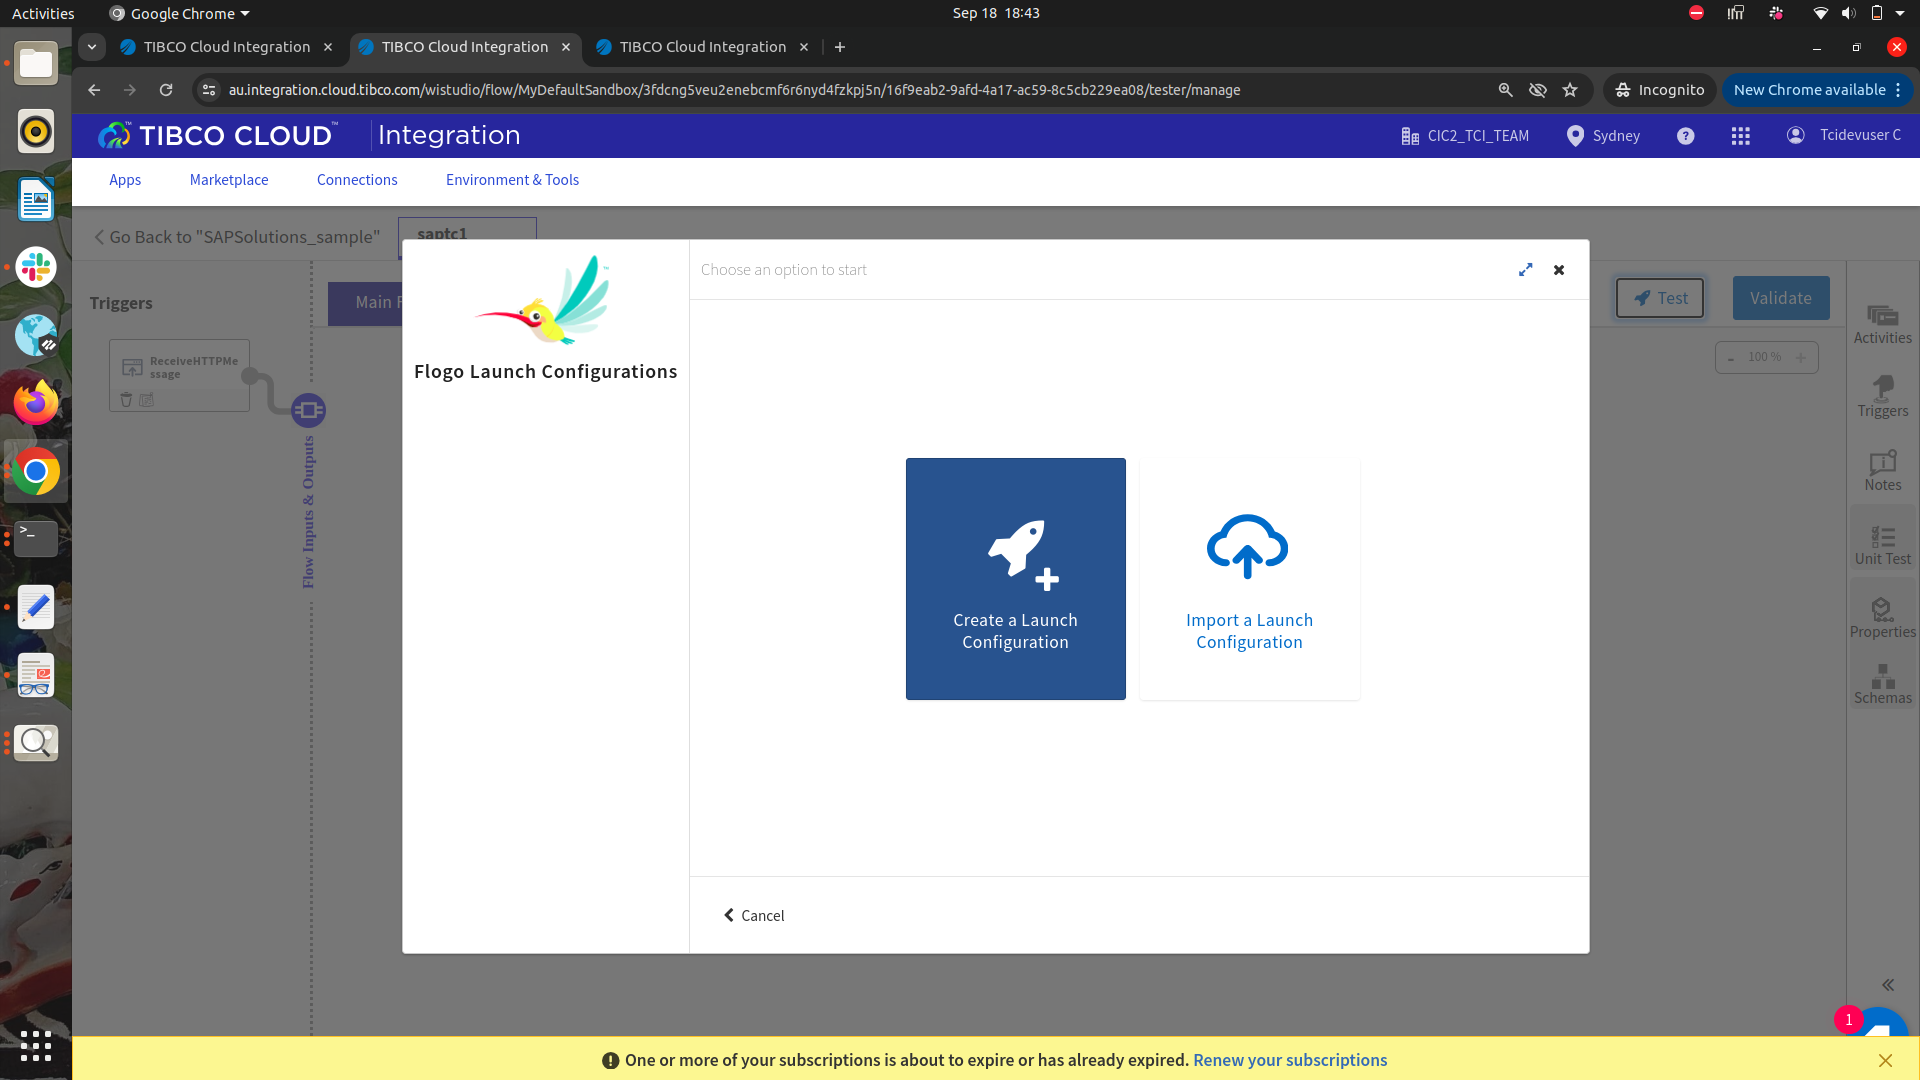 Activities
Google Chrome
Sep 18 18:43
TIBCO Cloud Integration
TIBCO Cloud Integration
TIBCO Cloud Integration
au.integration.cloud.tibco.com/wistudio/flow/MyDefaultSandbox/3fdcng5veu2enebcmf6r6nyd4fzkpj5n/16f9eab2-9afd-4a17-ac59-8c5cb229ea08/tester/manage
Incognito
New Chrome available
TIBCO CLOUD™ Integration
CIC2_TCI_TEAM
Sydney
Tcidevuser C
Apps
Marketplace
Connections
Environment & Tools
Go Back to "SAPSolutions_sample"
saptc1
Triggers
Main F
Test
Validate
ReceiveHTTPMe
ssage
Flow Inputs & Outputs
- 100 % +
Activities
Triggers
Notes
Unit Test
Properties
Schemas
Flogo Launch Configurations
Choose an option to start
Create a Launch
Configuration
Import a Launch
Configuration
Cancel
1
One or more of your subscriptions is about to expire or has already expired. Renew your subscriptions